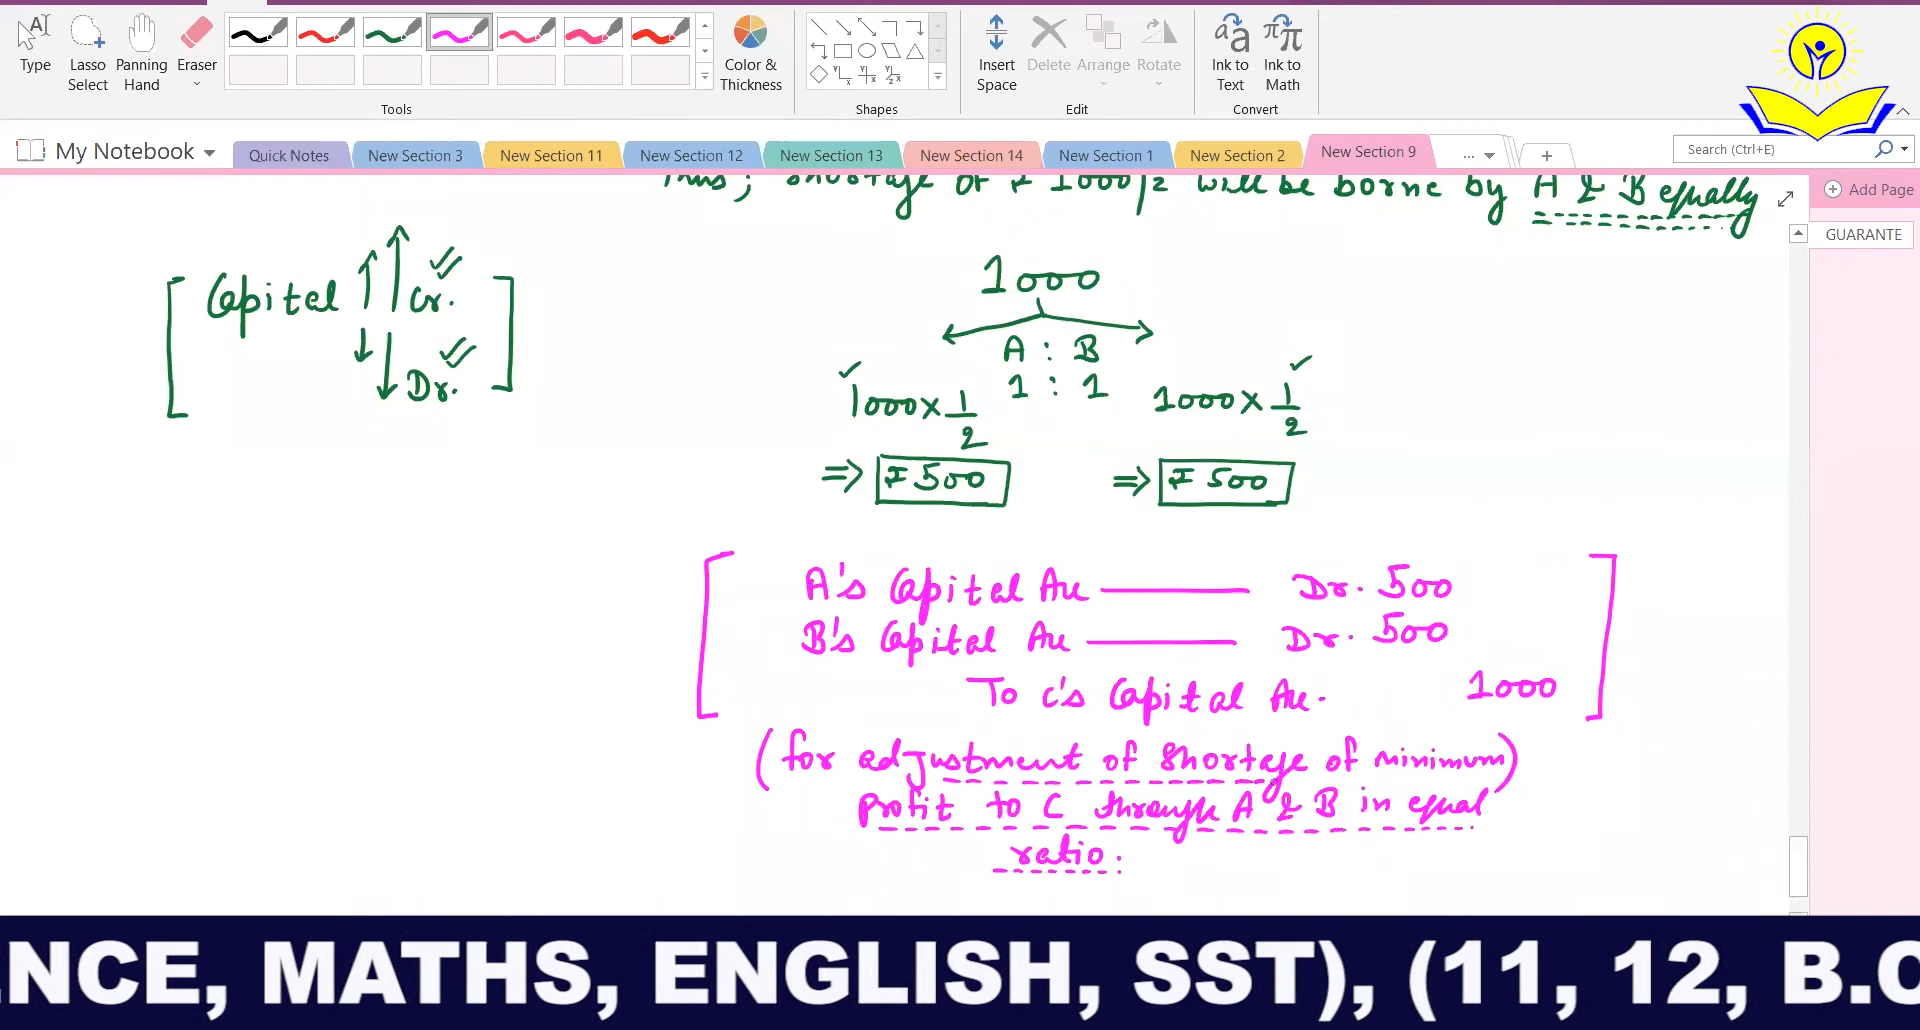 Type
Lasso Select
Panning Hand
Eraser
Color & Thickness
Insert Space
Delete
Arrange
Rotate
Ink to Text
Ink to Math
Tools
Shapes
Edit
Convert
My Notebook
Quick Notes
New Section 3
New Section 11
New Section 12
New Section 13
New Section 14
New Section 1
New Section 2
New Section 9
...
Search (Ctrl+E)
Add Page
GUARANTE
Thus; shortage of ₹ 1000/2 will be borne by A & B equally
Capital ↑ ↑ Cr.
↓ ↓ Dr.
1000
A : B
1 : 1
1000 × 1/2
1000 × 1/2
⇒ ₹ 500
⇒ ₹ 500
A's Capital A/c —— Dr. 500
B's Capital A/c —— Dr. 500
To C's Capital A/c. 1000
(for adjustment of shortage of minimum)
profit to C through A & B in equal
ratio.
ENCE, MATHS, ENGLISH, SST), (11, 12, B.C